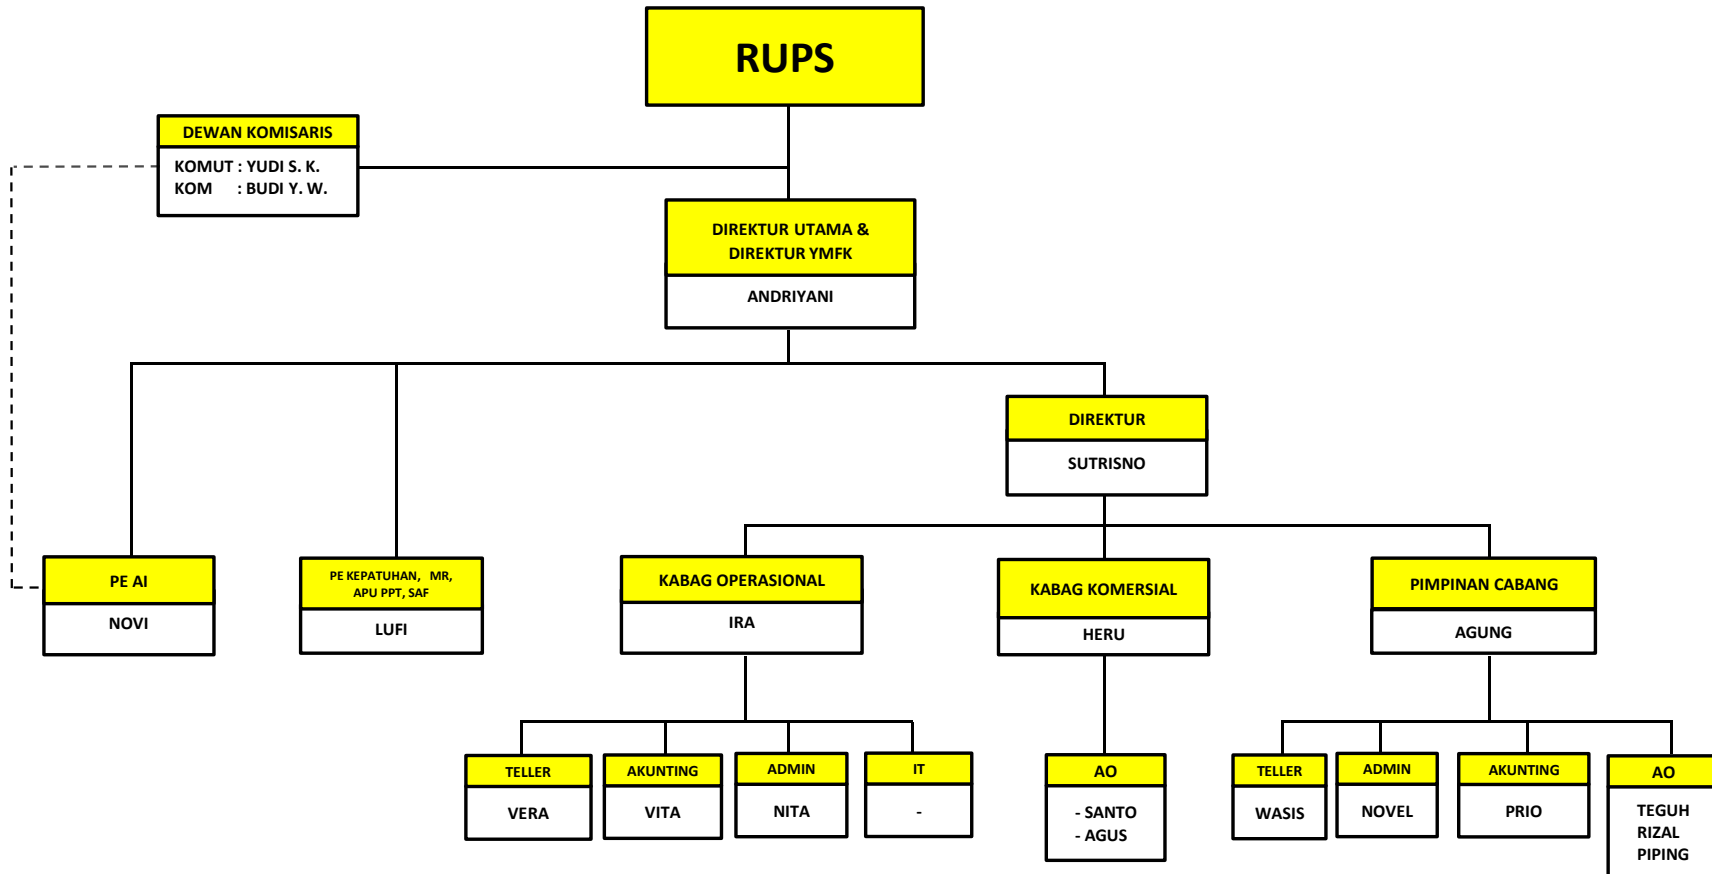 RUPS
DEWAN KOMISARIS
KOMUT : YUDI S. K.
KOM : BUDI Y. W.
DIREKTUR UTAMA &
DIREKTUR YMFK
ANDRIYANI
DIREKTUR
SUTRISNO
PE AI
NOVI
PE KEPATUHAN, MR,
APU PPT, SAF
LUFI
KABAG OPERASIONAL
IRA
KABAG KOMERSIAL
HERU
PIMPINAN CABANG
AGUNG
TELLER
VERA
AKUNTING
VITA
ADMIN
NITA
IT
-
AO
- SANTO
- AGUS
TELLER
WASIS
ADMIN
NOVEL
AKUNTING
PRIO
AO
TEGUH
RIZAL
PIPING